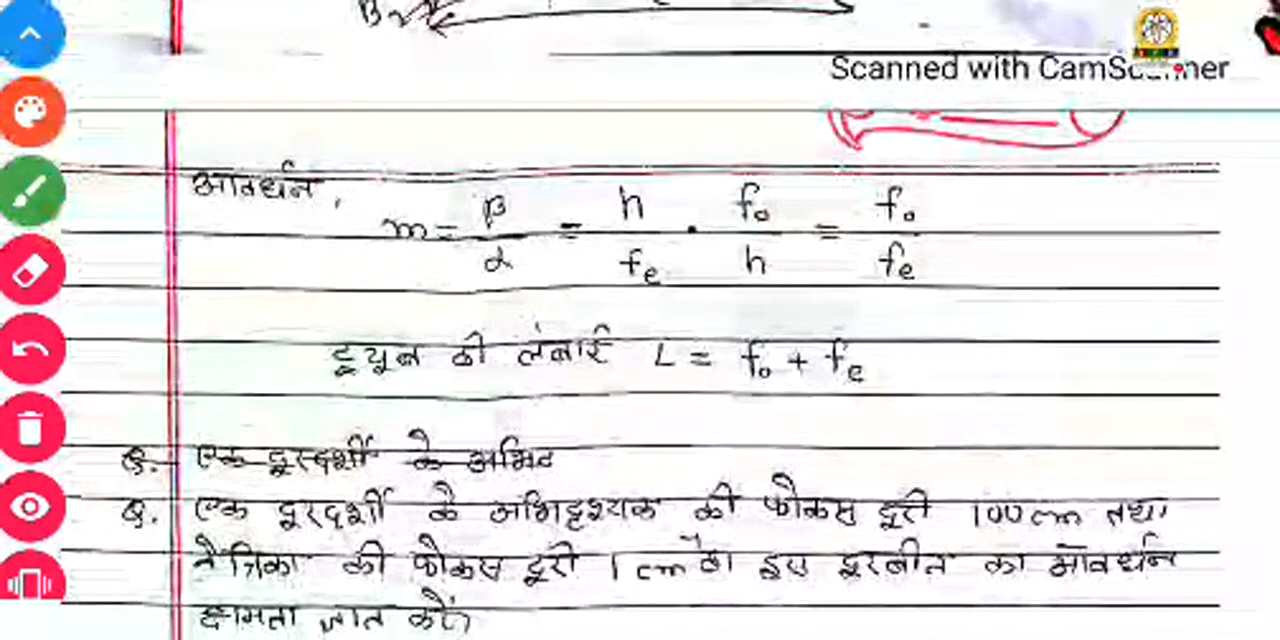 Scanned with CamScanner
आवर्धन,
m = β/α = h/fe · fo/h = fo/fe
ट्यूब की लंबाई L = fo + fe
Q. एक दूरदर्शी के अभिद
Q. एक दूरदर्शी के अभिदृश्यक की फोकस दूरी 100 cm तथा
नेत्रिका की फोकस दूरी 1 cm है। इस दूरबीन का आवर्धन
क्षमता ज्ञात करें।